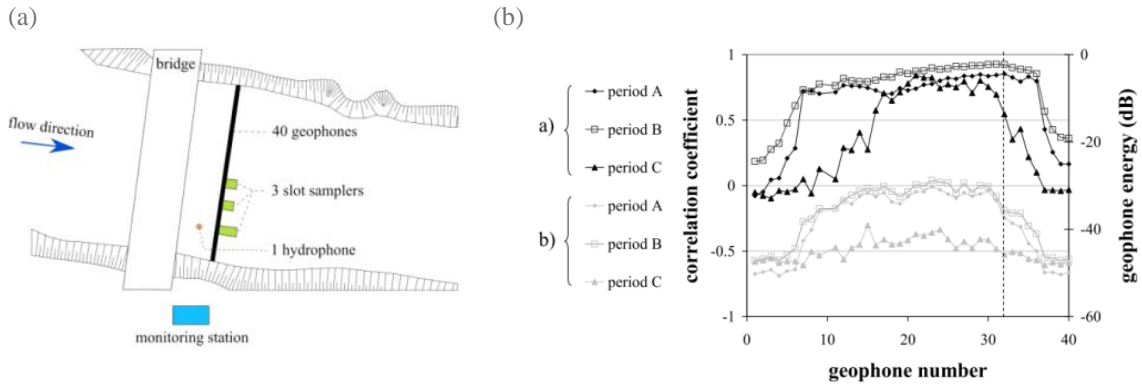 (a)
bridge
flow direction
40 geophones
3 slot samplers
1 hydrophone
monitoring station
(b)
a)
period A
period B
period C
b)
period A
period B
period C
correlation coefficient
1
0.5
0
-0.5
-1
0
-20
-40
-60
geophone energy (dB)
0
10
20
30
40
geophone number